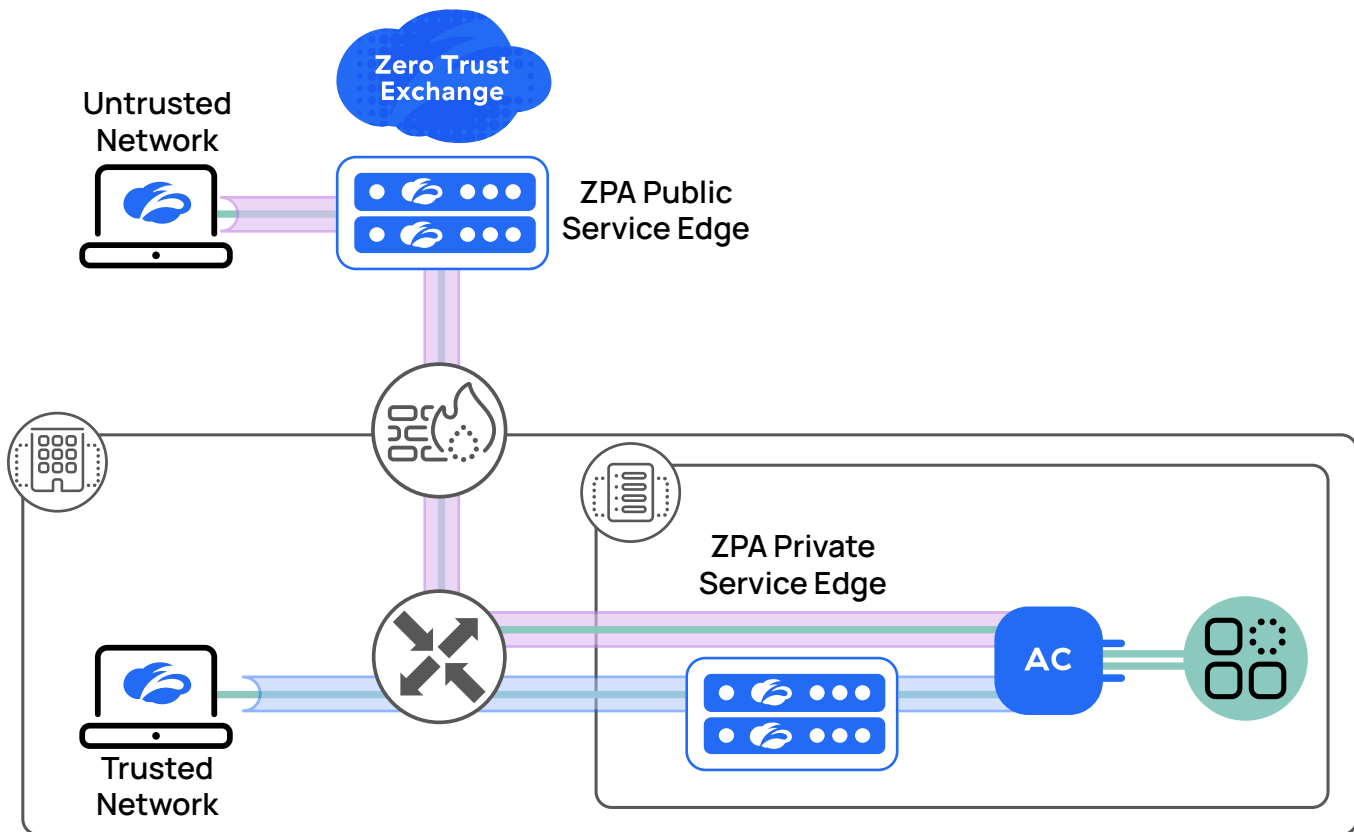 Zero Trust
Exchange
Untrusted
Network
ZPA Public
Service Edge
ZPA Private
Service Edge
AC
Trusted
Network